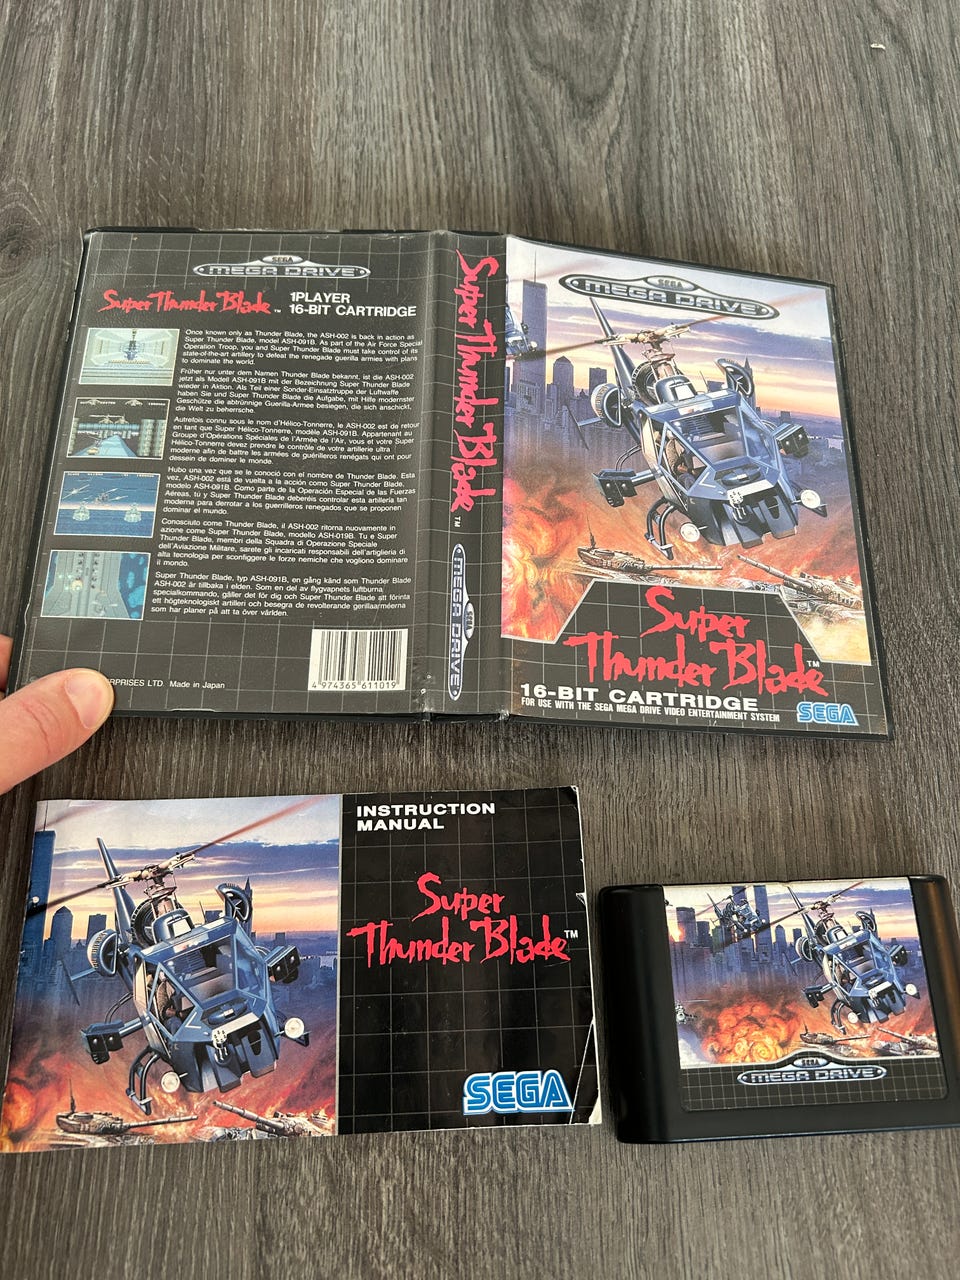 SEGA
MEGA DRIVE
Super Thunder Blade ™
1PLAYER
16-BIT CARTRIDGE
Once known only as Thunder Blade, the ASH-002 is back in action as
Super Thunder Blade, model ASH-091B. As part of the Air Force Special
Operation Troop, you and Super Thunder Blade must take control of its
state-of-the-art artillery to defeat the renegade guerilla armies with plans
to dominate the world.
Früher nur unter dem Namen Thunder Blade bekannt, ist die ASH-002
jetzt als Modell ASH-091B mit der Bezeichnung Super Thunder Blade
wieder in Aktion. Als Teil einer Sonder-Einsatztruppe der Luftwaffe
haben Sie und Super Thunder Blade die Aufgabe, mit Hilfe modernster
Geschütze die abtrünnige Guerilla-Armee besiegen, die sich anschickt,
die Welt zu beherrschen.
Autrefois connu sous le nom d'Hélico-Tonnerre, le ASH-002 est de retour
en tant que Super Hélico-Tonnerre, modèle ASH-091B. Appartenant au
Groupe d'Opérations Spéciales de l'Armée de l'Air, vous et votre Super
Hélico-Tonnerre devez prendre le contrôle de votre artillerie ultra
moderne afin de battre les armées de guérilleros renégats qui ont pour
dessein de dominer le monde.
Hubo una vez que se le conoció con el nombre de Thunder Blade. Esta
vez, ASH-002 está de vuelta a la acción como Super Thunder Blade,
modelo ASH-091B. Como parte de la Operación Especial de las Fuerzas
Aéreas, tú y Super Thunder Blade deberéis controlar esta artillería tan
moderna para derrotar a los guerrilleros renegados que se proponen
dominar el mundo.
Conosciuto come Thunder Blade, il ASH-002 ritorna nuovamente in
azione come Super Thunder Blade, modello ASH-019B. Tu e Super
Thunder Blade, membri della Squadra di Operazione Speciale
dell'Aviazione Militare, sarete gli incaricati responsabili dell'artiglieria di
alta tecnologia per sconfiggere le forze nemiche che vogliono dominare
il mondo.
Super Thunder Blade, typ ASH-091B, en gång känd som Thunder Blade
ASH-002 är tillbaka i elden. Som en del av flygvapnets luftburna
specialkommando, gäller det för dig och Super Thunder Blade att förinta
ett högteknologiskt artilleri och besegra de revolterande gerillaarméerna
som har planer på att ta över världen.
RPRISES LTD. Made in Japan
4 974365 611019
Super Thunder Blade ™
SEGA
MEGA DRIVE
SEGA
MEGA DRIVE
Super
Thunder Blade ™
16-BIT CARTRIDGE
FOR USE WITH THE SEGA MEGA DRIVE VIDEO ENTERTAINMENT SYSTEM
SEGA
INSTRUCTION
MANUAL
Super
Thunder Blade ™
SEGA
SEGA
MEGA DRIVE